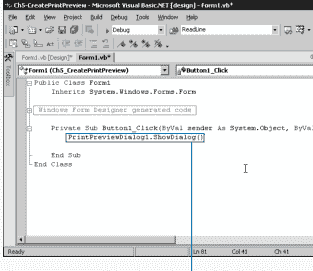 Ch5_CreatePrintPreview - Microsoft Visual Basic.NET [design] - Form1.vb*
File Edit View Project Build Debug Tools Window Help
Debug ReadLine
Form1.vb [Design]* Form1.vb*
Form1 (Ch5_CreatePrintPreview) Button1_Click
Toolbox
Public Class Form1
Inherits System.Windows.Forms.Form
Windows Form Designer generated code
Private Sub Button1_Click(ByVal sender As System.Object, ByVal
PrintPreviewDialog1.ShowDialog()
End Sub
End Class
Ready Ln 81 Col 41 Ch 41